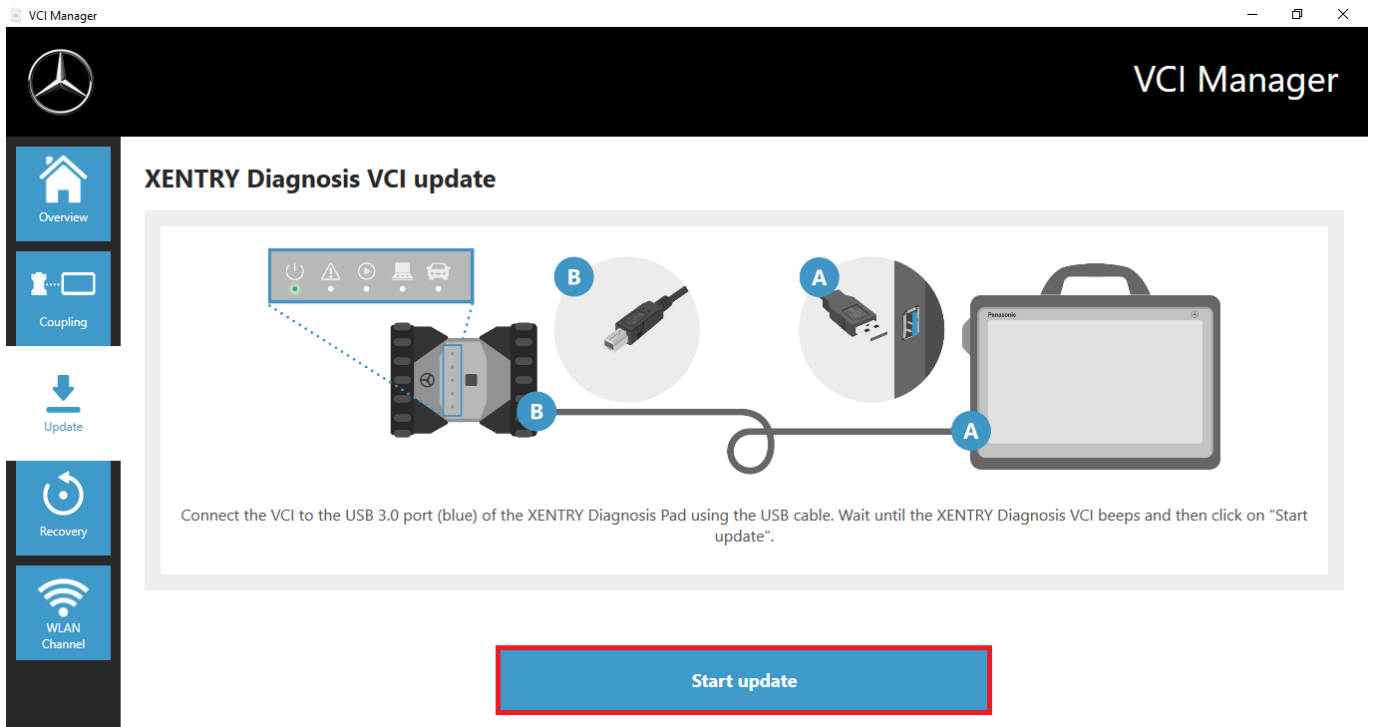 VCI Manager
VCI Manager
Overview
Coupling
Update
Recovery
WLAN
Channel
XENTRY Diagnosis VCI update
B
A
Panasonic
B
A
Connect the VCI to the USB 3.0 port (blue) of the XENTRY Diagnosis Pad using the USB cable. Wait until the XENTRY Diagnosis VCI beeps and then click on "Start
update".
Start update